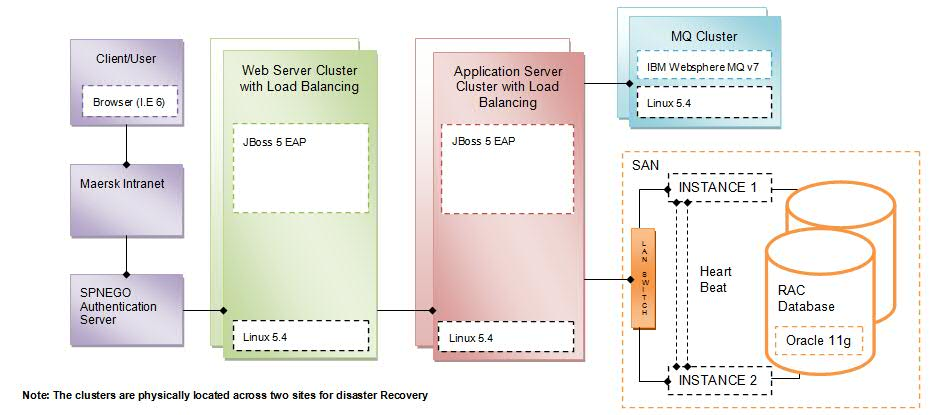 Client/User
Browser (I.E 6)
Maersk Intranet
SPNEGO
Authentication
Server
Web Server Cluster
with Load Balancing
JBoss 5 EAP
Linux 5.4
Application Server
Cluster with Load
Balancing
JBoss 5 EAP
Linux 5.4
MQ Cluster
IBM Websphere MQ v7
Linux 5.4
SAN
INSTANCE 1
LAN SWITCH
Heart
Beat
RAC
Database
Oracle 11g
INSTANCE 2
Note: The clusters are physically located across two sites for disaster Recovery